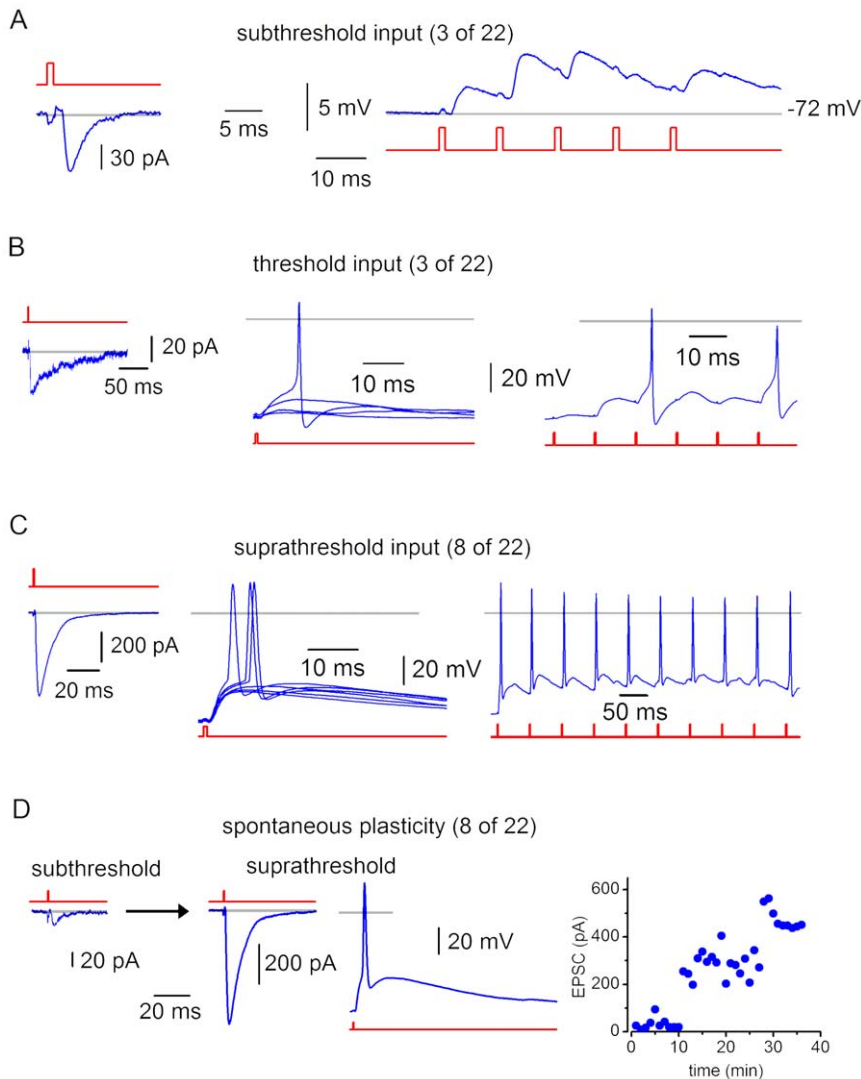 A
subthreshold input (3 of 22)
5 mV
-72 mV
5 ms
30 pA
10 ms
B
threshold input (3 of 22)
20 pA
10 ms
50 ms
10 ms
20 mV
C
suprathreshold input (8 of 22)
200 pA
10 ms
20 mV
20 ms
50 ms
D
spontaneous plasticity (8 of 22)
subthreshold
suprathreshold
20 pA
200 pA
20 mV
20 ms
EPSC (pA)
600
400
200
0
0 10 20 30 40
time (min)